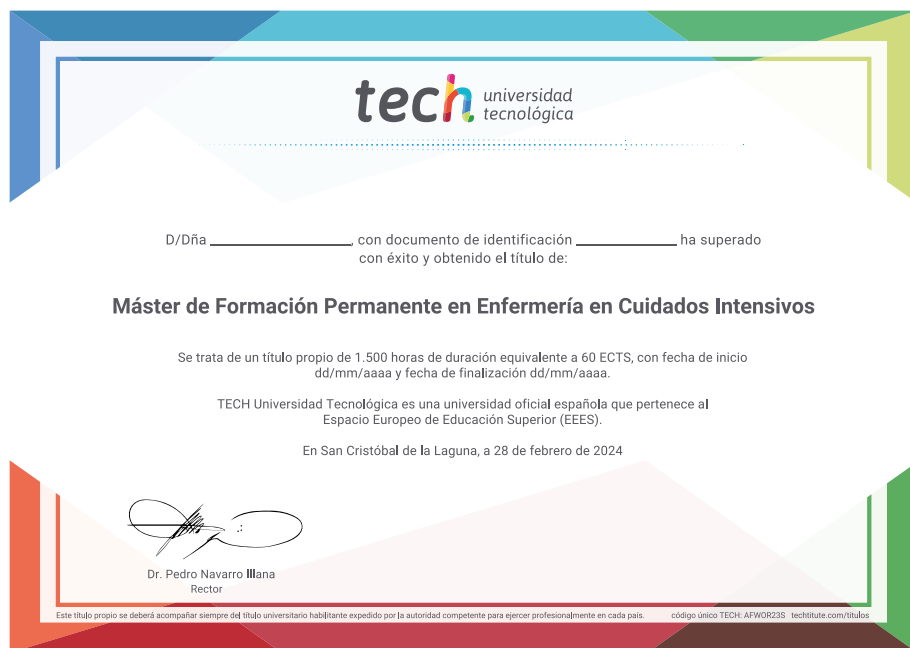 tech universidad
tecnológica
D/Dña ____________________, con documento de identificación ______________ ha superado
con éxito y obtenido el título de:
Máster de Formación Permanente en Enfermería en Cuidados Intensivos
Se trata de un título propio de 1.500 horas de duración equivalente a 60 ECTS, con fecha de inicio
dd/mm/aaaa y fecha de finalización dd/mm/aaaa.
TECH Universidad Tecnológica es una universidad oficial española que pertenece al
Espacio Europeo de Educación Superior (EEES).
En San Cristóbal de la Laguna, a 28 de febrero de 2024
Dr. Pedro Navarro Illana
Rector
Este título propio se deberá acompañar siempre del título universitario habilitante expedido por la autoridad competente para ejercer profesionalmente en cada país. código único TECH: AFWOR23S techtitute.com/titulos